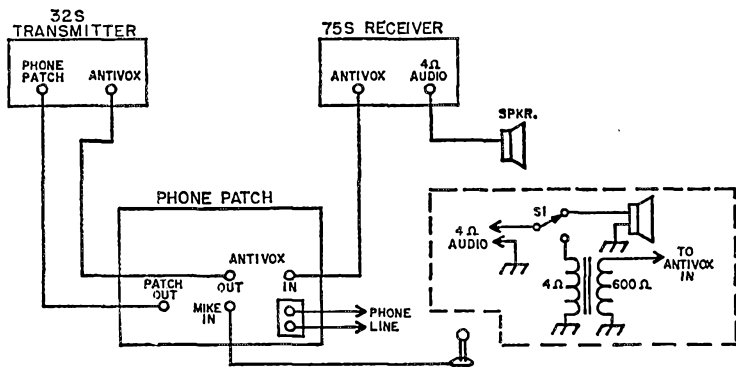 32S
TRANSMITTER
PHONE
PATCH
ANTIVOX
75S RECEIVER
ANTIVOX
4Ω
AUDIO
SPKR.
PHONE PATCH
ANTIVOX
OUT
IN
PATCH
OUT
MIKE
IN
PHONE
LINE
S1
4Ω
AUDIO
4Ω
600Ω
TO
ANTIVOX
IN